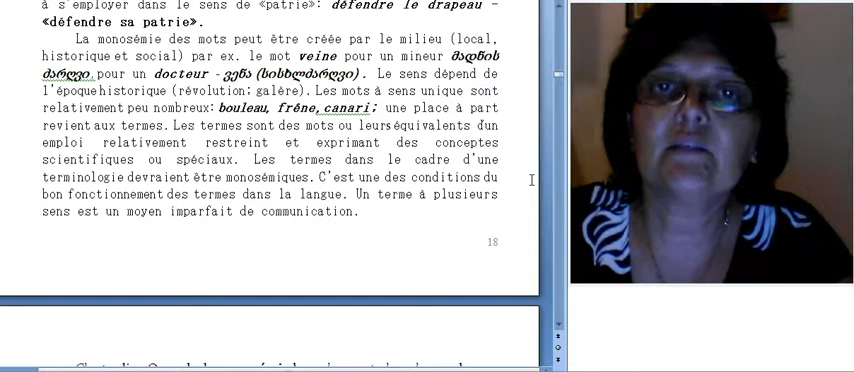 à s'employer dans le sens de «patrie»: défendre le drapeau –
«défendre sa patrie».
La monosémie des mots peut être créée par le milieu (local,
historique et social) par ex. le mot veine pour un mineur მადნის
ძარღვი, pour un docteur - ვენა (სისხლძარღვი). Le sens dépend de
l'époque historique (révolution; galère). Les mots à sens unique sont
relativement peu nombreux: bouleau, frêne, canari; une place à part
revient aux termes. Les termes sont des mots ou leurs équivalents d'un
emploi relativement restreint et exprimant des conceptes
scientifiques ou spéciaux. Les termes dans le cadre d'une
terminologie devraient être monosémiques. C'est une des conditions du
bon fonctionnement des termes dans la langue. Un terme à plusieurs
sens est un moyen imparfait de communication.
18